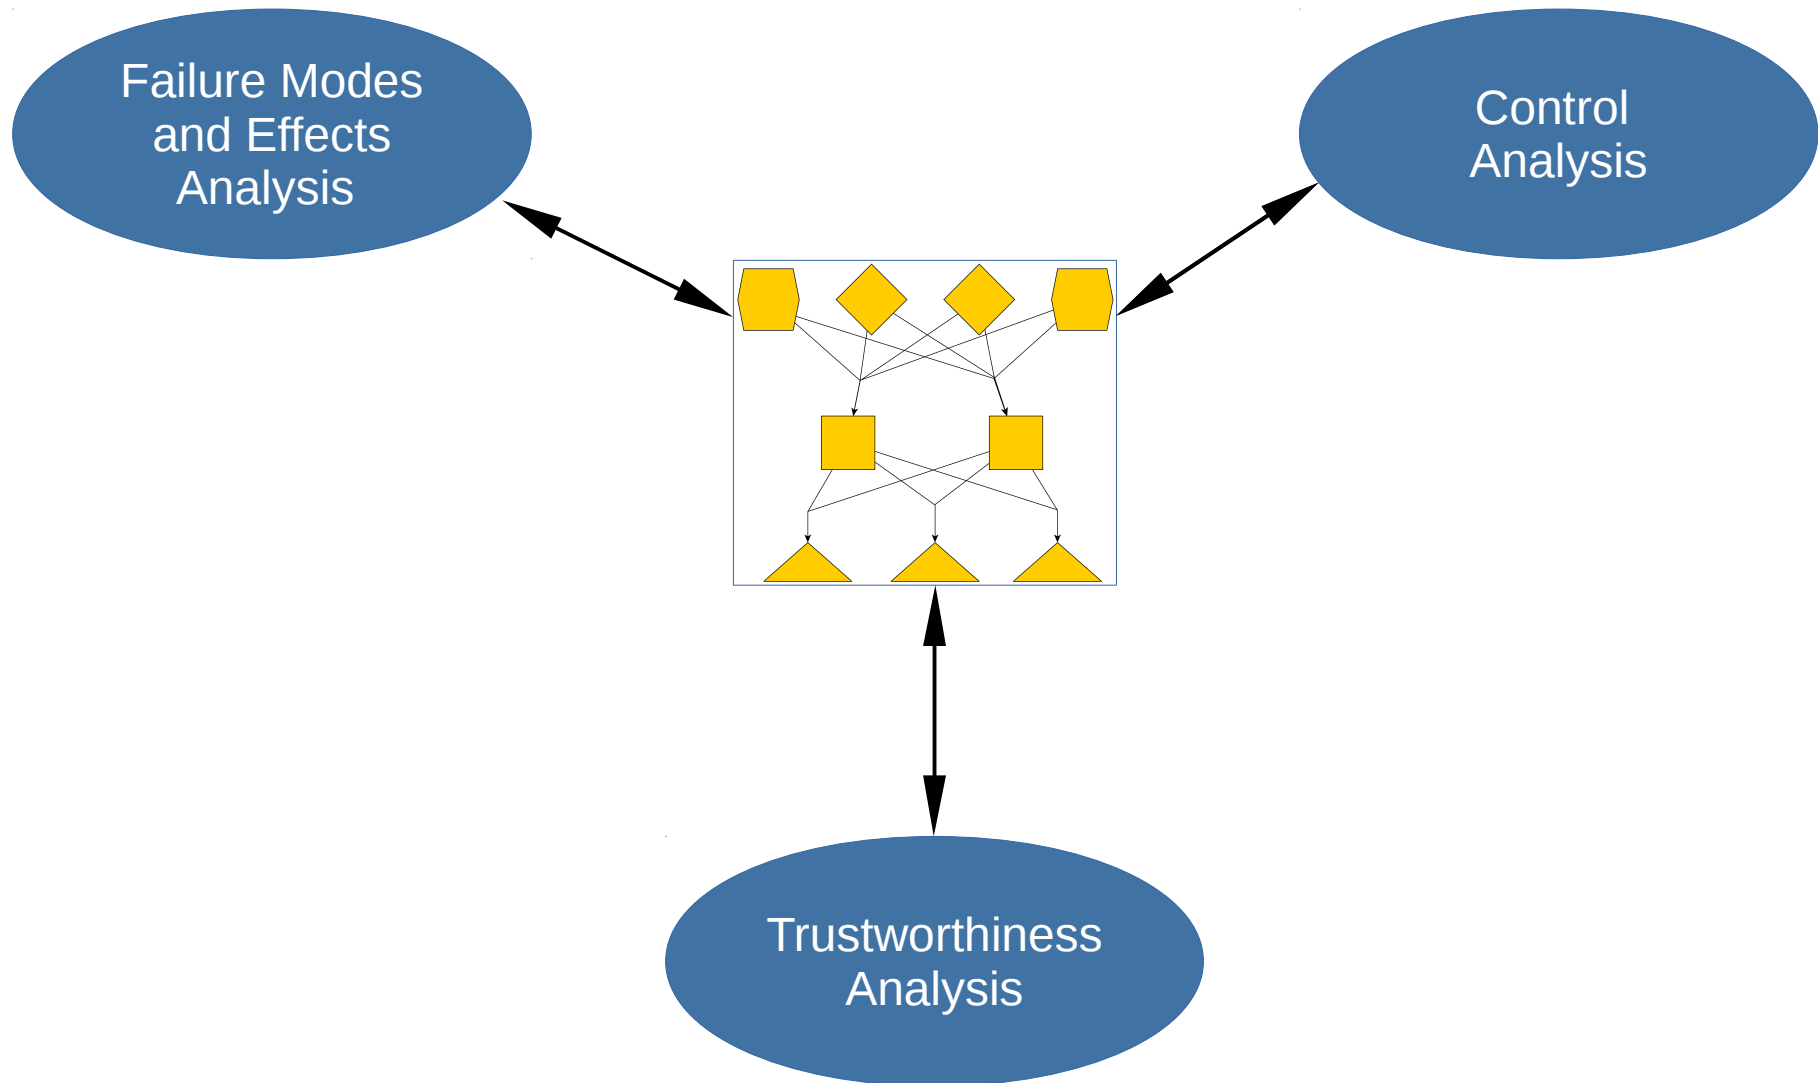 Failure Modes
and Effects
Analysis
Control
Analysis
Trustworthiness
Analysis